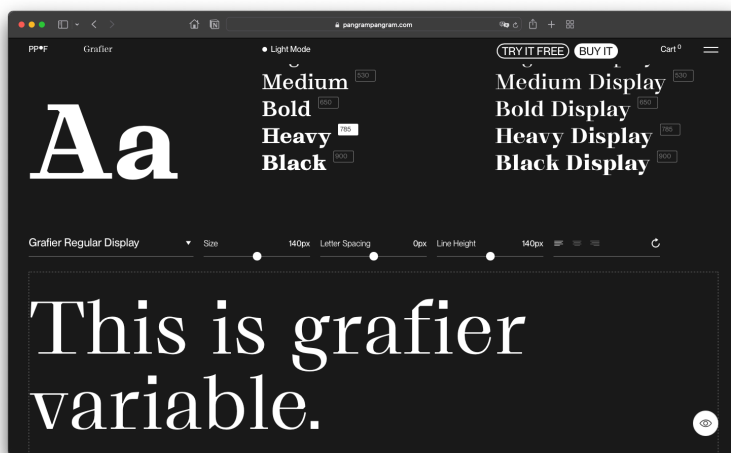 pangrampangram.com
PP*F
Grafier
Light Mode
TRY IT FREE
BUY IT
Cart 0
Medium 530
Bold 650
Heavy 785
Black 900
Medium Display 530
Bold Display 650
Heavy Display 785
Black Display 900
Aa
Grafier Regular Display
Size 140px
Letter Spacing 0px
Line Height 140px
This is grafier
variable.